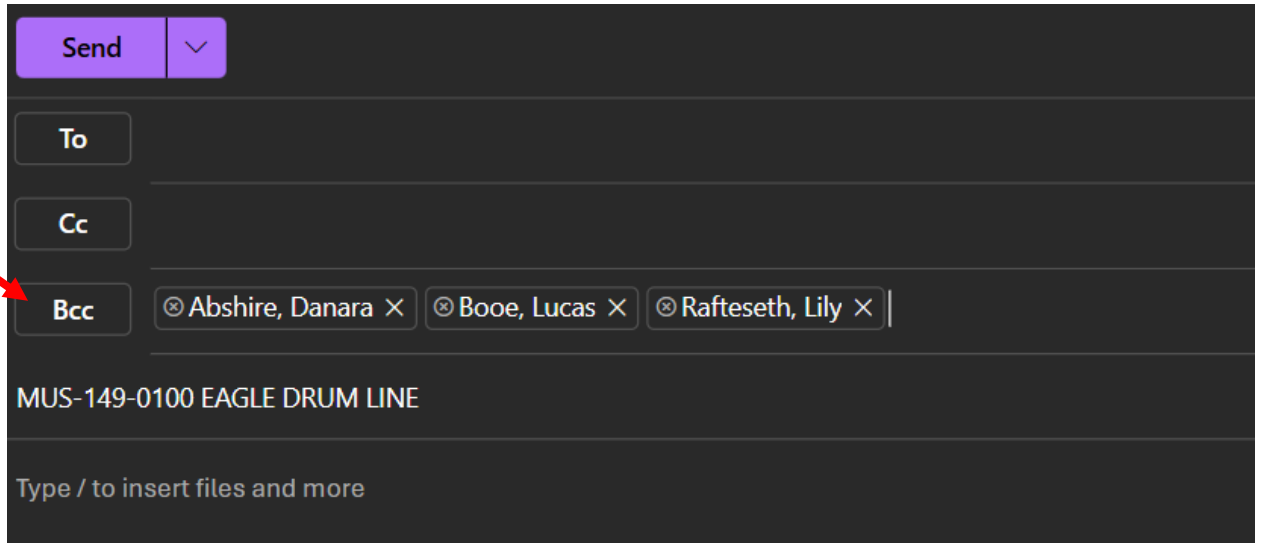 Send
To
Cc
Bcc Abshire, Danara Booe, Lucas Rafteseth, Lily
MUS-149-0100 EAGLE DRUM LINE
Type / to insert files and more